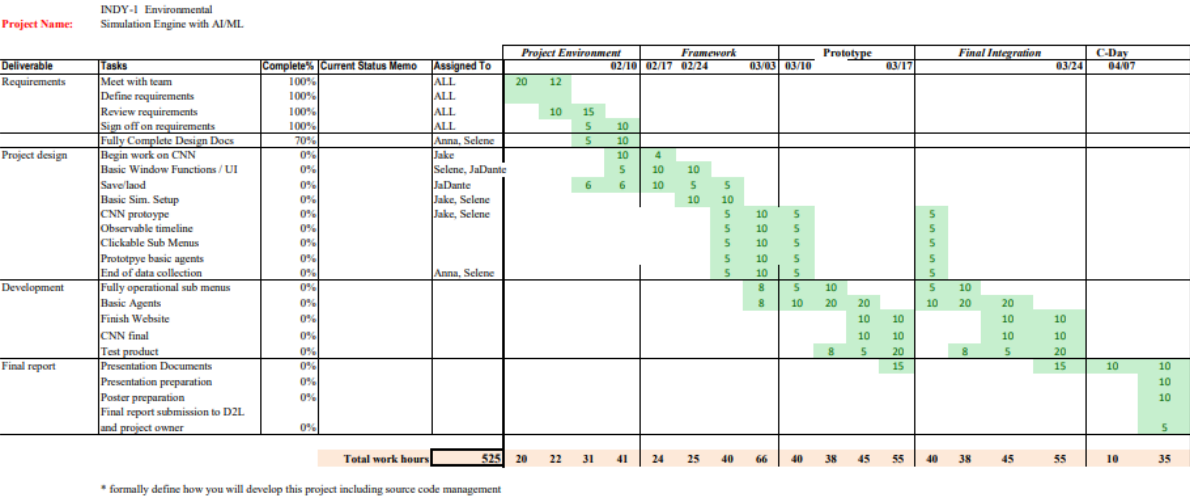 INDY-1 Environmental
Project Name: Simulation Engine with AI/ML
Project Environment Framework Prototype Final Integration C-Day
Deliverable Tasks Complete% Current Status Memo Assigned To 02/10 02/17 02/24 03/03 03/10 03/17 03/24 04/07
Requirements Meet with team 100% ALL 20 12
Define requirements 100% ALL
Review requirements 100% ALL 10 15
Sign off on requirements 100% ALL 5 10
Fully Complete Design Docs 70% Anna, Selene 5 10
Project design Begin work on CNN 0% Jake 10 4
Basic Window Functions / UI 0% Selene, JaDante 5 10 10
Save/laod 0% JaDante 6 6 10 5 5
Basic Sim. Setup 0% Jake, Selene 10 10
CNN protoype 0% Jake, Selene 5 10 5 5
Observable timeline 0% 5 10 5 5
Clickable Sub Menus 0% 5 10 5 5
Prototpye basic agents 0% 5 10 5 5
End of data collection 0% Anna, Selene 5 10 5 5
Development Fully operational sub menus 0% 8 5 10 5 10
Basic Agents 0% 8 10 20 20 10 20 20
Finish Website 0% 10 10 10 10
CNN final 0% 10 10 10 10
Test product 0% 8 5 20 8 5 20
Final report Presentation Documents 0% 15 15 10 10
Presentation preparation 0% 10
Poster preparation 0% 10
Final report submission to D2L
and project owner 0% 5
Total work hours 525 20 22 31 41 24 25 40 66 40 38 45 55 40 38 45 55 10 35
* formally define how you will develop this project including source code management